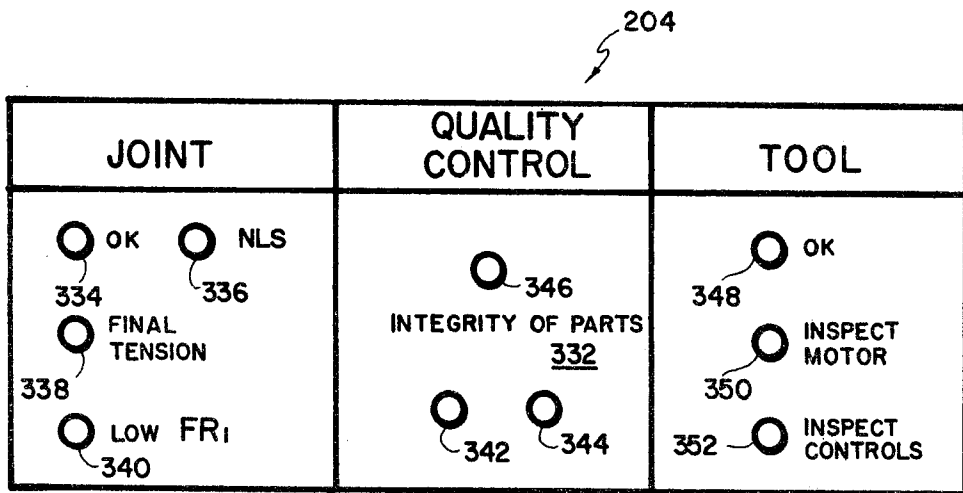 204
JOINT
QUALITY
CONTROL
TOOL
OK
NLS
334
336
FINAL
TENSION
338
LOW FR1
340
346
INTEGRITY OF PARTS
332
342
344
OK
348
INSPECT
MOTOR
350
352
INSPECT
CONTROLS